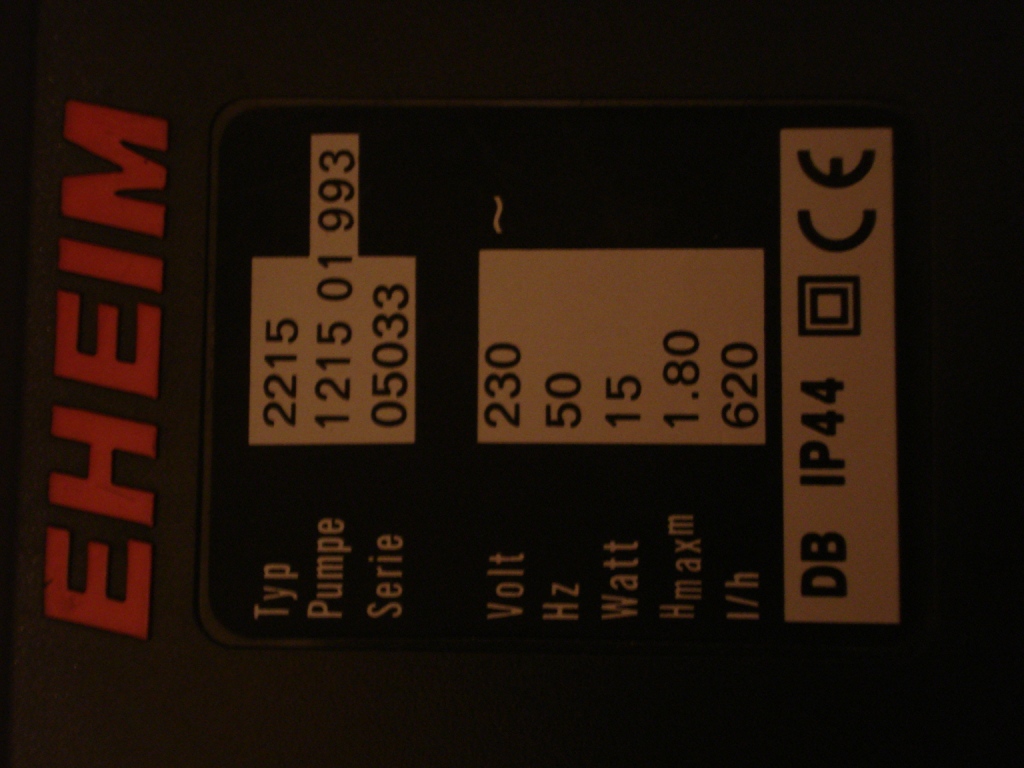 EHEIM
Typ 2215
Pumpe 1215 01 993
Serie 05033
Volt 230 ~
Hz 50
Watt 15
Hmaxm 1.80
l/h 620
DB IP44 CE